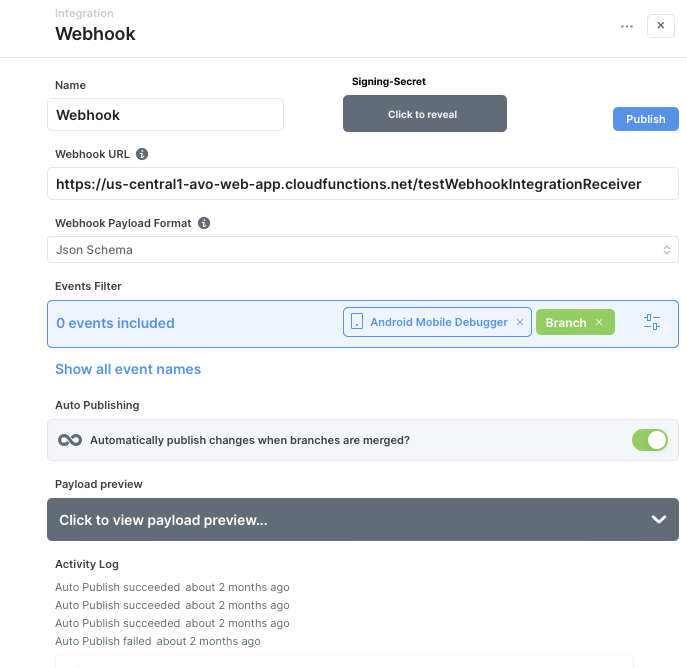 Integration
Webhook
Name
Signing-Secret
Webhook
Click to reveal
Publish
Webhook URL
https://us-central1-avo-web-app.cloudfunctions.net/testWebhookIntegrationReceiver
Webhook Payload Format
Json Schema
Events Filter
0 events included
Android Mobile Debugger ×
Branch ×
Show all event names
Auto Publishing
Automatically publish changes when branches are merged?
Payload preview
Click to view payload preview...
Activity Log
Auto Publish succeeded about 2 months ago
Auto Publish succeeded about 2 months ago
Auto Publish succeeded about 2 months ago
Auto Publish failed about 2 months ago